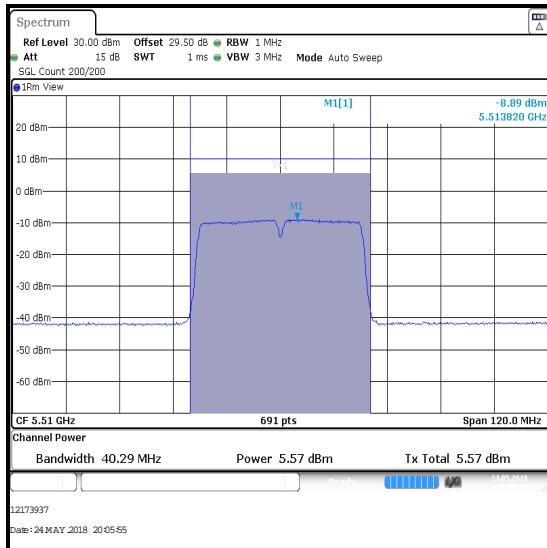 Spectrum
Ref Level 30.00 dBm Offset 29.50 dB RBW 1 MHz
Att 15 dB SWT 1 ms VBW 3 MHz Mode Auto Sweep
SGL Count 200/200
1Rm View
M1[1] -8.89 dBm
5.513820 GHz
20 dBm
10 dBm
0 dBm
M1
-10 dBm
-20 dBm
-30 dBm
-40 dBm
-50 dBm
-60 dBm
CF 5.51 GHz 691 pts Span 120.0 MHz
Channel Power
Bandwidth 40.29 MHz Power 5.57 dBm Tx Total 5.57 dBm
Ready 24.05.2018
12173937
Date: 24 MAY 2018 20:05:55